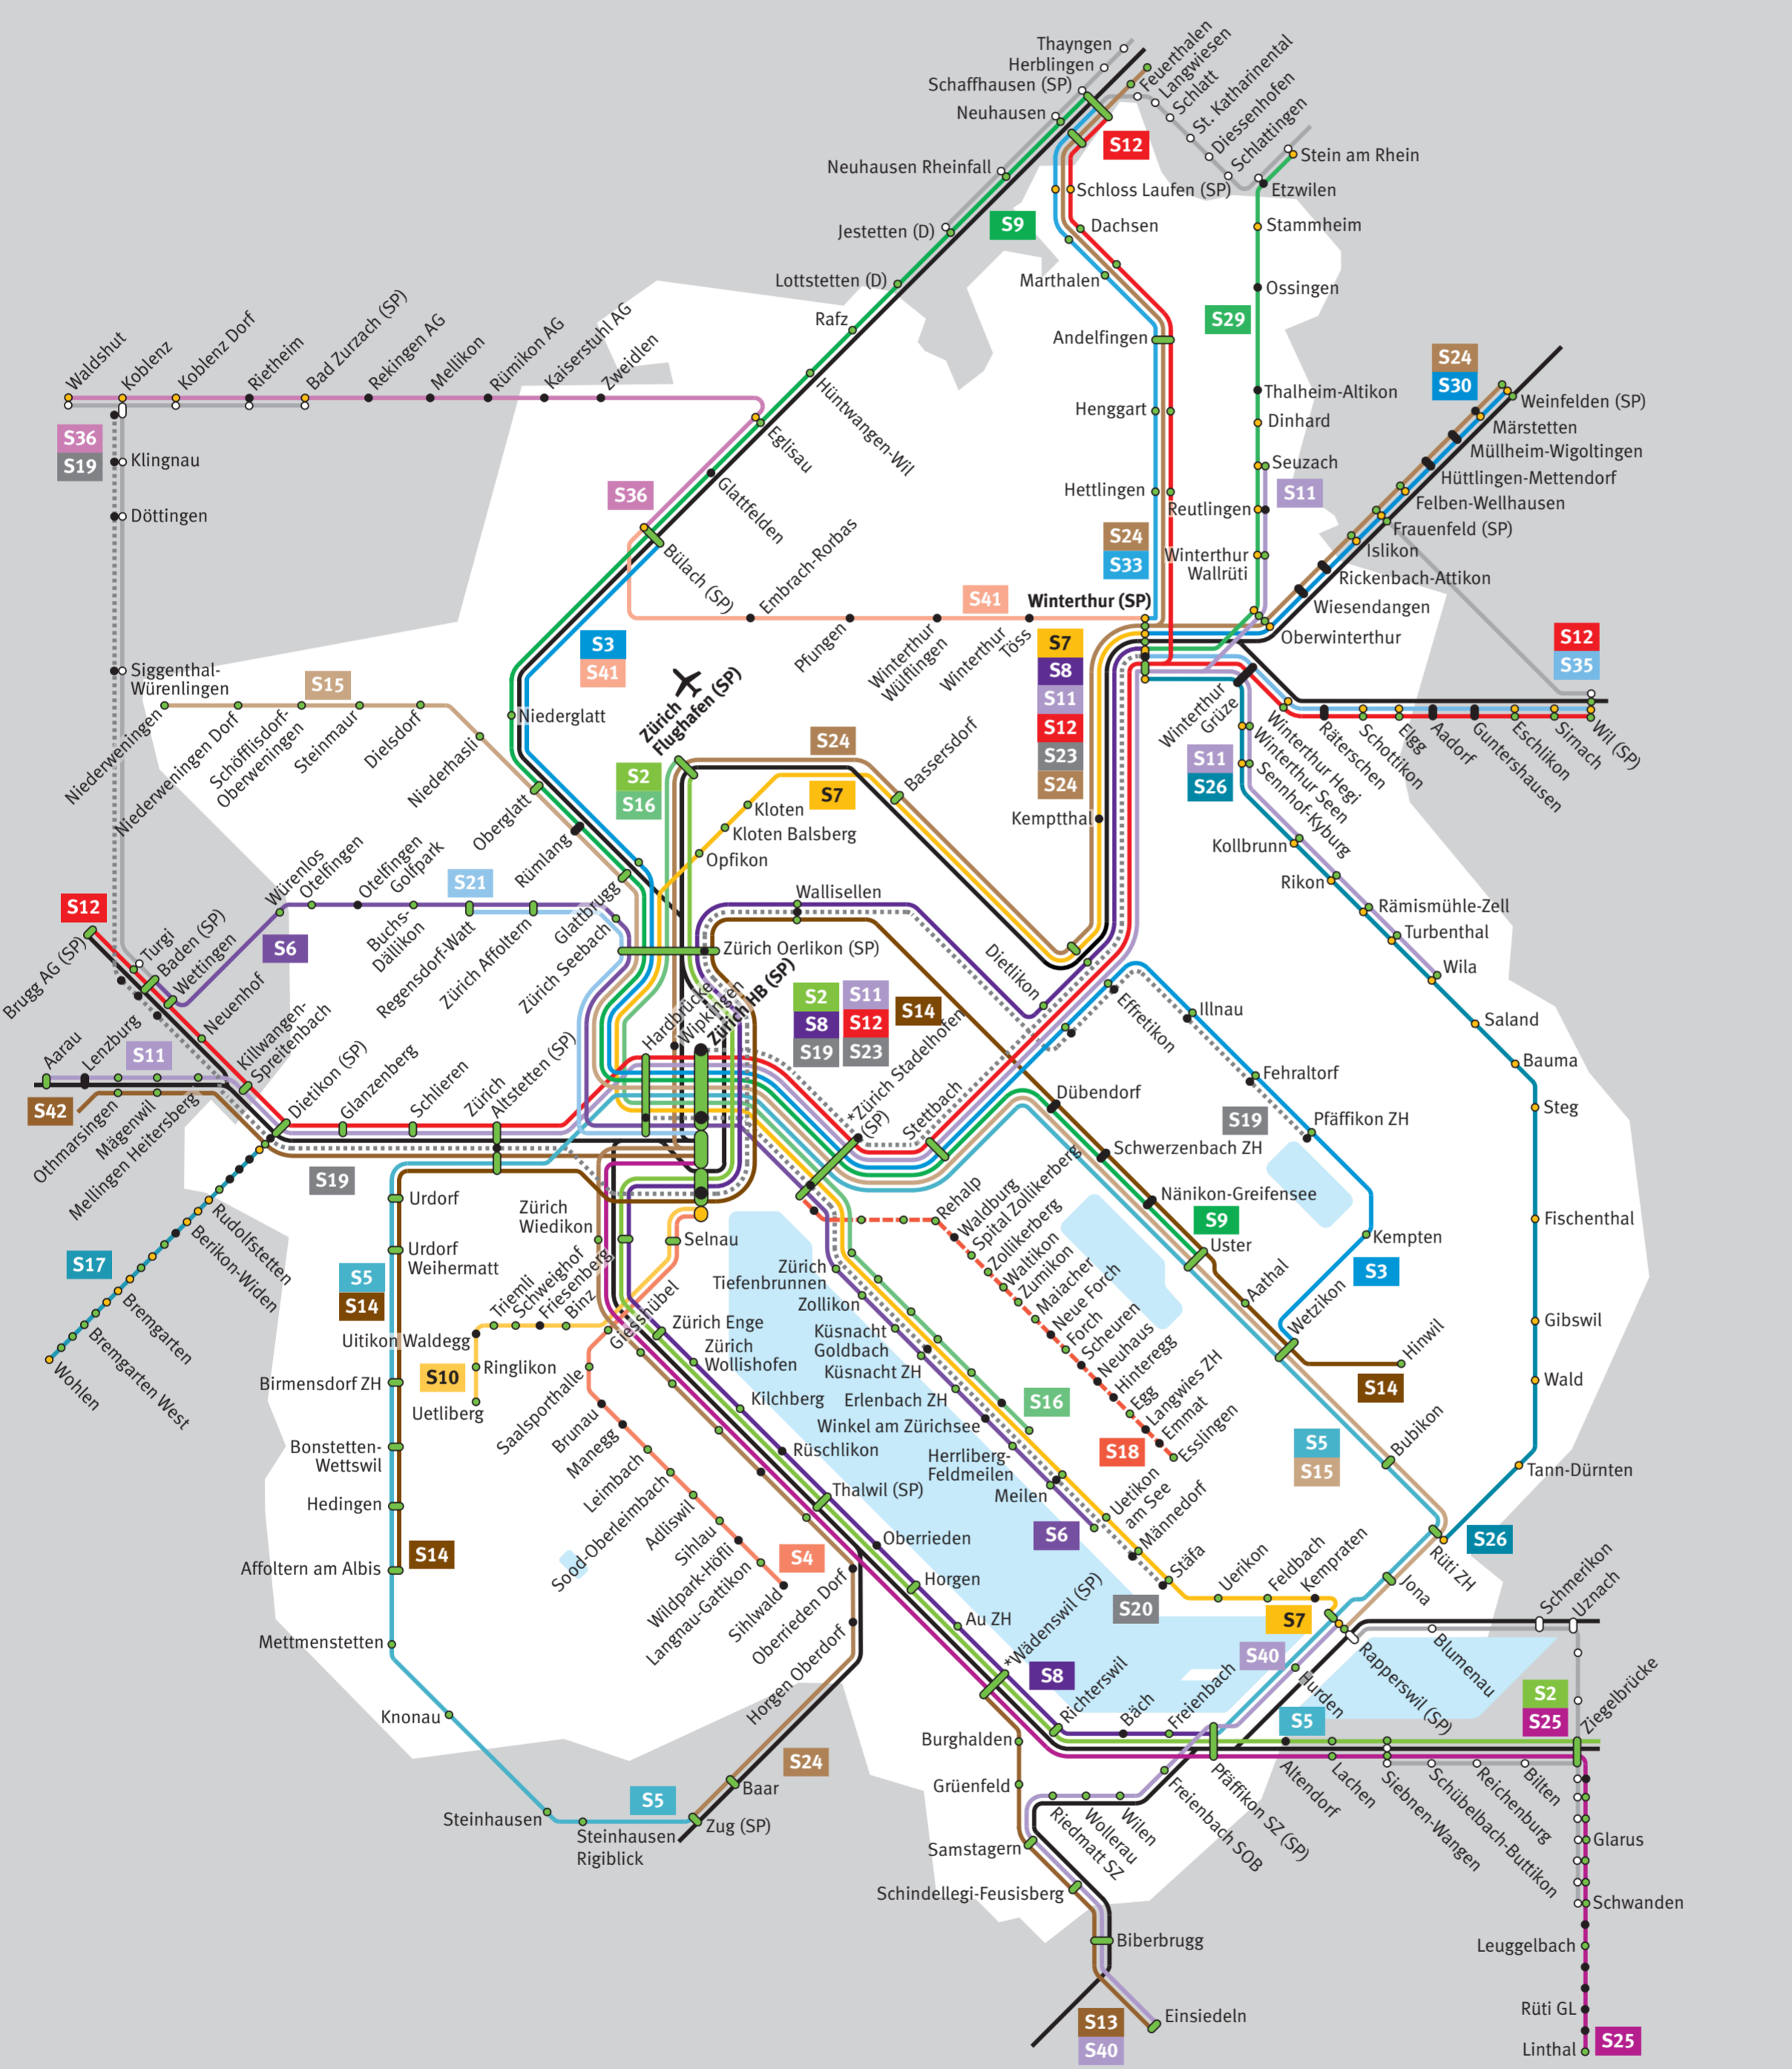 Thayngen
Herblingen
Schaffhausen (SP)
Neuhausen
Neuhausen Rheinfall
Jestetten (D)
Lottstetten (D)
Rafz
Hüntwangen-Wil
Eglisau
Glattfelden
Bülach (SP)
Feuerthalen
Langwiesen
Schlatt
St. Katharinental
Diessenhofen
Schlattingen
Stein am Rhein
Etzwilen
Stammheim
Ossingen
Thalheim-Altikon
Dinhard
Seuzach
Reutlingen
Winterthur
Wallrüti
S12
S9
S29
S11
Schloss Laufen (SP)
Dachsen
Marthalen
Andelfingen
Henggart
Hettlingen
S24
S33
S24
S30
Weinfelden (SP)
Märstetten
Müllheim-Wigoltingen
Hüttlingen-Mettendorf
Felben-Wellhausen
Frauenfeld (SP)
Islikon
Rickenbach-Attikon
Wiesendangen
Oberwinterthur
Waldshut
Koblenz
Koblenz Dorf
Rietheim
Bad Zurzach (SP)
Rekingen AG
Mellikon
Rümikon AG
Kaiserstuhl AG
Zweidlen
S36
S19
Klingnau
Döttingen
Siggenthal-
Würenlingen
S36
Embrach-Rorbas
Pfungen
Winterthur
Wülflingen
Winterthur
Töss
S41
Winterthur (SP)
S3
S41
S7
S8
S11
S12
S23
S24
S12
S35
Winterthur
Grüze
Winterthur Hegi
Räterschen
Schottikon
Elgg
Aadorf
Guntershausen
Eschlikon
Sirnach
Wil (SP)
S11
S26
Winterthur Seen
Sennhof-Kyburg
Kollbrunn
Rikon
Rämismühle-Zell
Turbenthal
Wila
Saland
Bauma
Steg
Fischenthal
Gibswil
Wald
Tann-Dürnten
S26
S15
Niederweningen
Niederweningen Dorf
Schöfflisdorf-
Oberweningen
Steinmaur
Dielsdorf
Niederhasli
Niederglatt
Oberglatt
Rümlang
Glattbrugg
Zürich
Flughafen (SP)
S2
S16
S24
S7
Bassersdorf
Kloten
Kloten Balsberg
Opfikon
Kemptthal
Wallisellen
Dietlikon
Zürich Oerlikon (SP)
S12
Brugg AG (SP)
Turgi
Baden (SP)
Wettingen
Neuenhof
Killwangen-
Spreitenbach
S6
Würenlos
Otelfingen
Otelfingen
Golfpark
Buchs-
Dällikon
Regensdorf-Watt
Zürich Affoltern
Zürich Seebach
S21
Aarau
Lenzburg
S11
S42
Othmarsingen
Mägenwil
Mellingen Heitersberg
Dietikon (SP)
Glanzenberg
Schlieren
Zürich
Altstetten (SP)
S19
Hardbrücke
Wipkingen
Zürich HB (SP)
S2
S8
S19
S11
S12
S23
S14
*Zürich Stadelhofen
(SP)
Stettbach
Effretikon
Illnau
Fehraltorf
Pfäffikon ZH
Kempten
S19
S3
Wetzikon
Dübendorf
Schwerzenbach ZH
Nänikon-Greifensee
S9
Uster
Aathal
Hinwil
S14
Bubikon
S5
S15
Rüti ZH
Jona
Rudolfstetten
Berikon-Widen
Bremgarten
Bremgarten West
Wohlen
S17
Urdorf
Urdorf
Weihermatt
S5
S14
Birmensdorf ZH
Bonstetten-
Wettswil
Hedingen
Affoltern am Albis
S14
Mettmenstetten
Knonau
Steinhausen
Steinhausen
Rigiblick
S5
Zug (SP)
Baar
S24
Horgen Oberdorf
Oberrieden Dorf
Zürich
Wiedikon
Selnau
Triemli
Schweighof
Friesenberg
Binz
Uitikon Waldegg
Ringlikon
Uetliberg
S10
Giesshübel
Saalsporthalle
Brunau
Manegg
Leimbach
Sood-Oberleimbach
Adliswil
Sihlau
Wildpark-Höfli
Langnau-Gattikon
Sihlwald
S4
Zürich Enge
Zürich
Wollishofen
Kilchberg
Rüschlikon
Thalwil (SP)
Oberrieden
Horgen
Au ZH
*Wädenswil (SP)
S8
Richterswil
Bäch
Freienbach
Zürich
Tiefenbrunnen
Zollikon
Küsnacht
Goldbach
Küsnacht ZH
Erlenbach ZH
Winkel am Zürichsee
Herrliberg-
Feldmeilen
Meilen
S6
S16
Uetikon
am See
Männedorf
Stäfa
S20
Uerikon
Feldbach
Kempraten
S7
S40
Hurden
Rapperswil (SP)
Blumenau
Schmerikon
Uznach
Rehalp
Waldburg
Spital Zollikerberg
Zollikerberg
Waltikon
Zumikon
Maiacher
Neue Forch
Forch
Scheuren
Neuhaus
Hinteregg
Egg
Langwies ZH
Emmat
Esslingen
S18
Burghalden
Grüenfeld
Samstagern
Schindellegi-Feusisberg
Biberbrugg
Einsiedeln
S13
S40
Riedmatt SZ
Wollerau
Wilen
Freienbach SOB
Pfäffikon SZ (SP)
S5
Altendorf
Lachen
Siebnen-Wangen
Schübelbach-Buttikon
Reichenburg
Bilten
Ziegelbrücke
S2
S25
Glarus
Schwanden
Leuggelbach
Rüti GL
Linthal
S25